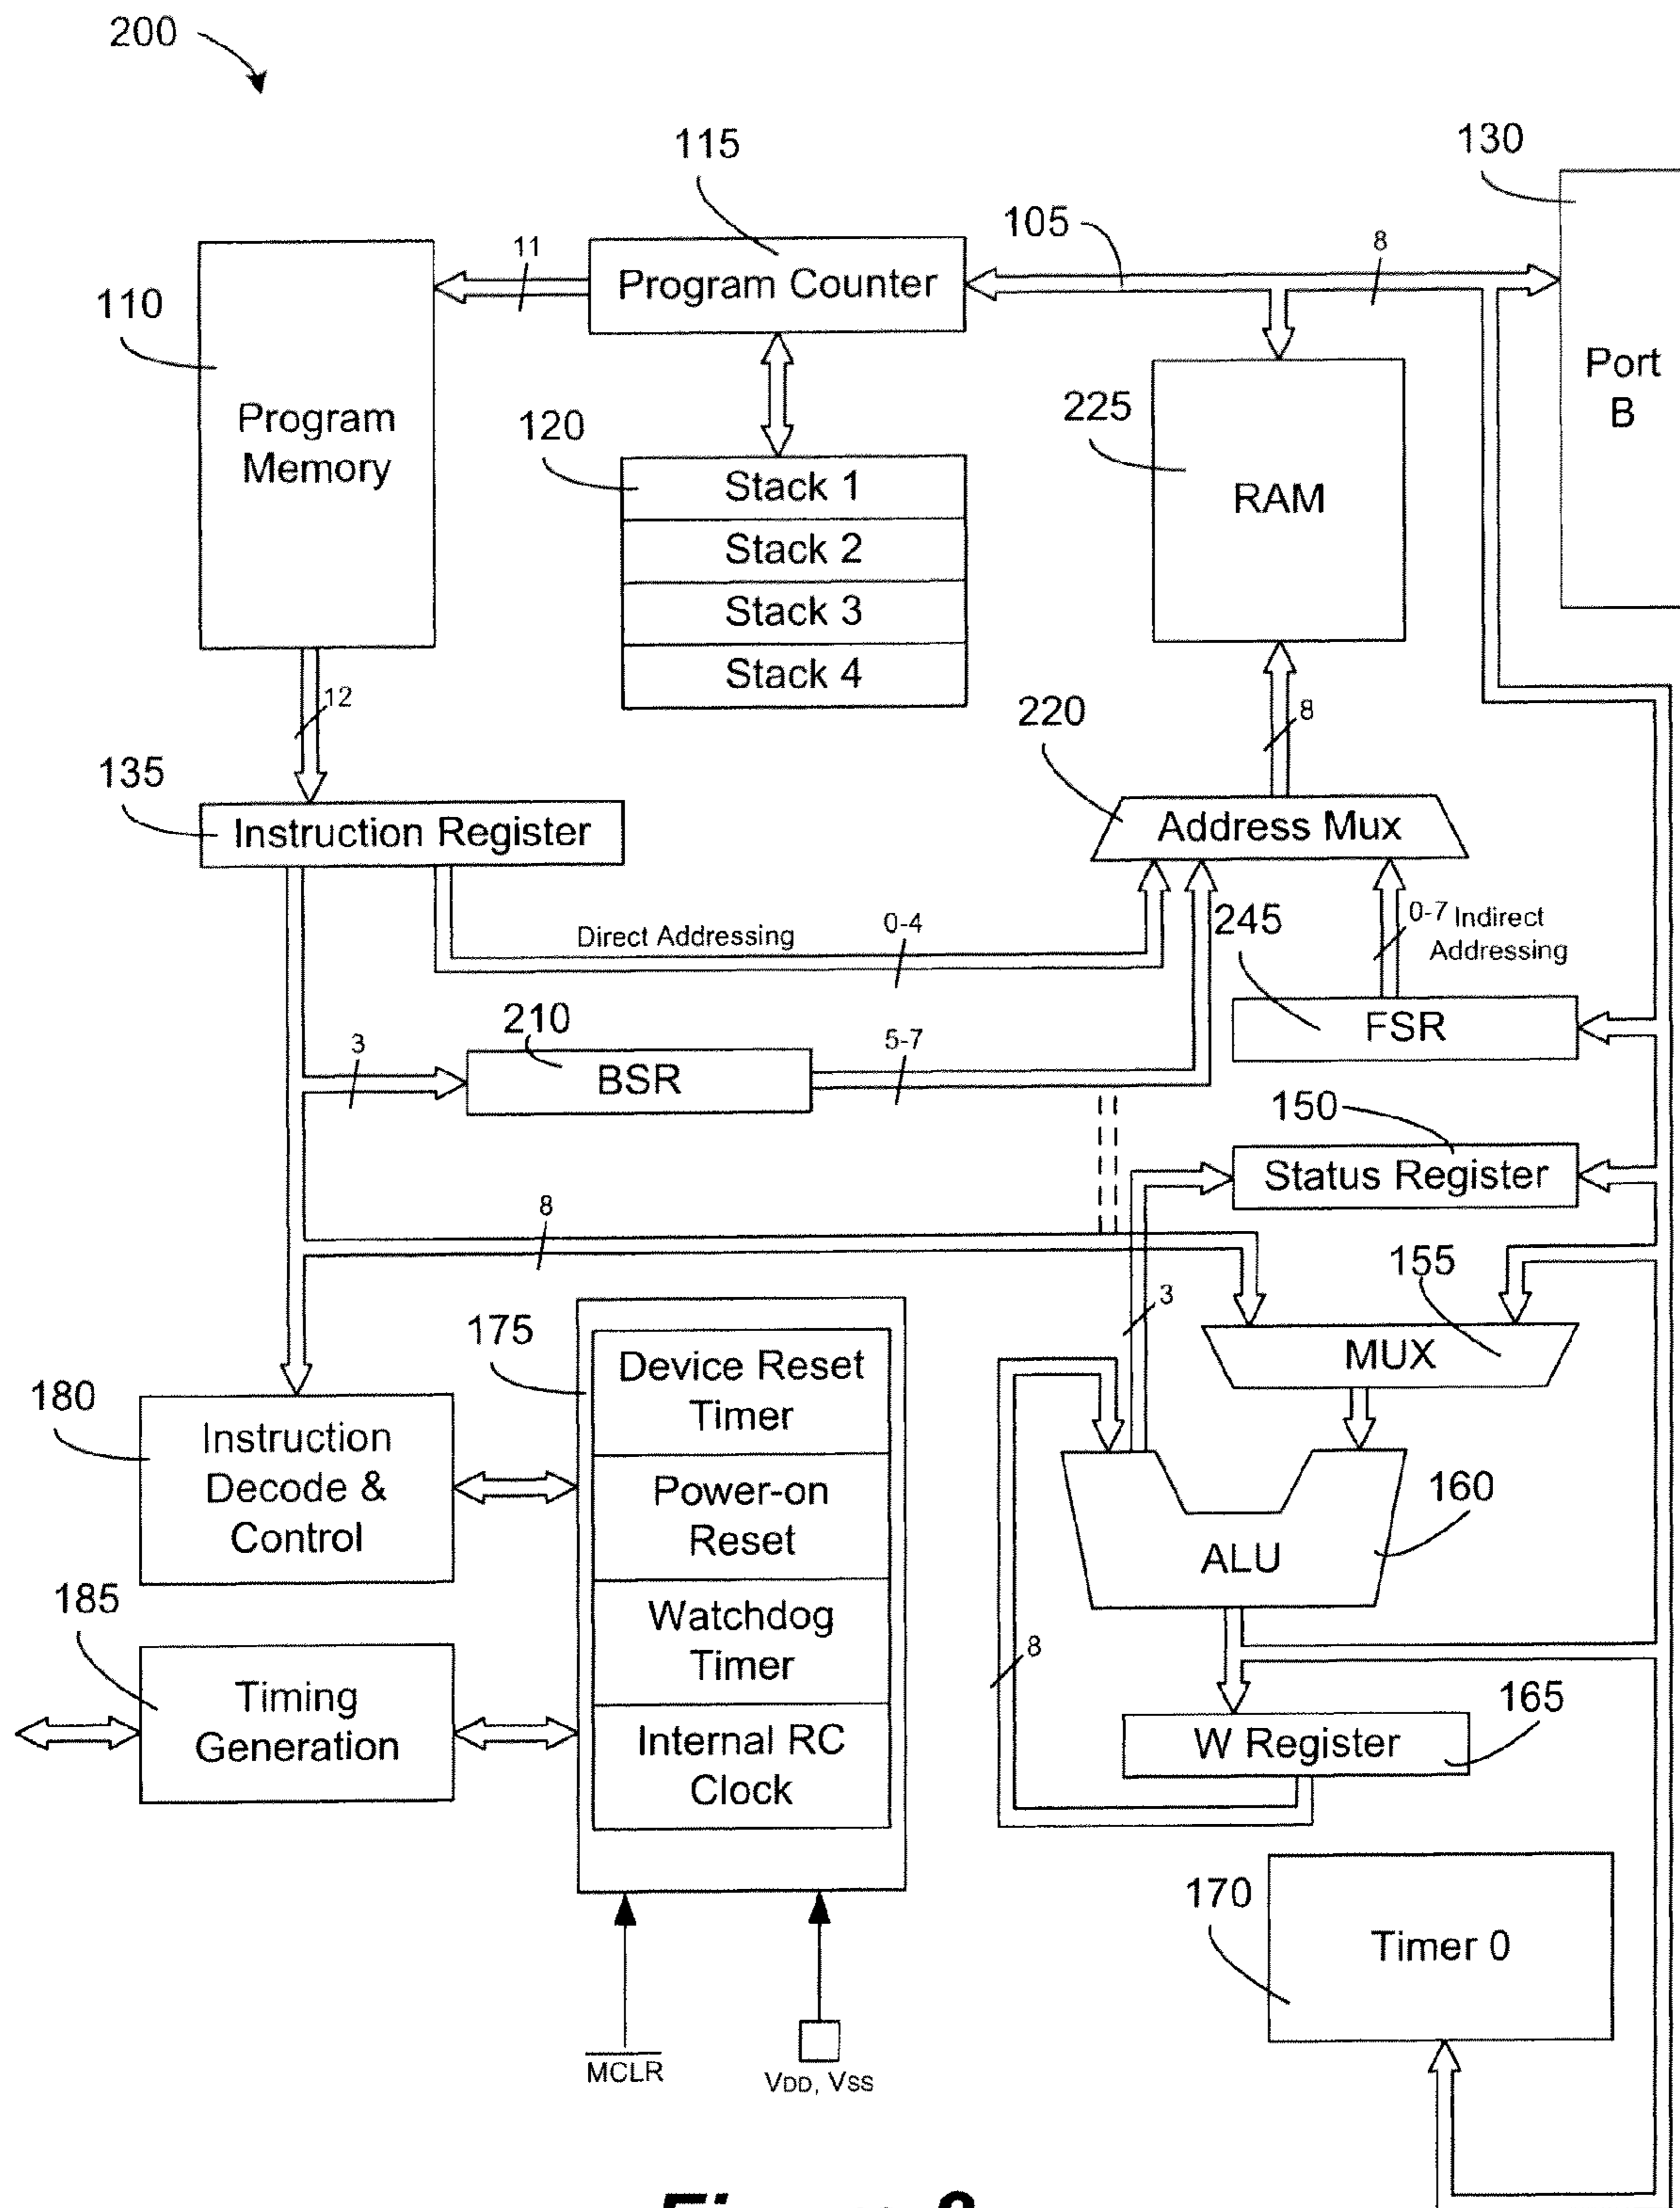 200
115
130
105
8
11
Program Counter
110
Program
Memory
Port
B
120
225
Stack 1
Stack 2
Stack 3
Stack 4
RAM
12
220
8
135
Instruction Register
Address Mux
Direct Addressing
0-4
245
0-7 Indirect
Addressing
FSR
210
3
BSR
5-7
150
Status Register
8
155
3
MUX
175
Device Reset
Timer
180
Instruction
Decode &
Control
Power-on
Reset
160
ALU
185
Timing
Generation
Watchdog
Timer
8
165
Internal RC
Clock
W Register
170
Timer 0
MCLR
VDD, VSS